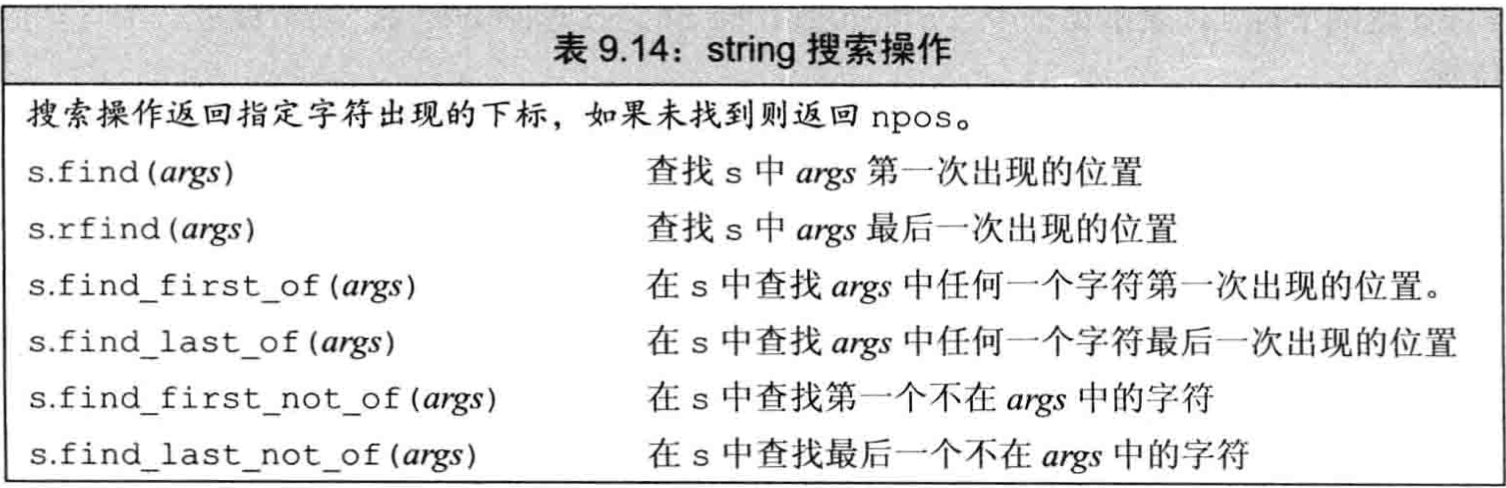 表 9.14：string 搜索操作
搜索操作返回指定字符出现的下标，如果未找到则返回 npos。
s.find(args) 查找 s 中 args 第一次出现的位置
s.rfind(args) 查找 s 中 args 最后一次出现的位置
s.find_first_of(args) 在 s 中查找 args 中任何一个字符第一次出现的位置。
s.find_last_of(args) 在 s 中查找 args 中任何一个字符最后一次出现的位置
s.find_first_not_of(args) 在 s 中查找第一个不在 args 中的字符
s.find_last_not_of(args) 在 s 中查找最后一个不在 args 中的字符